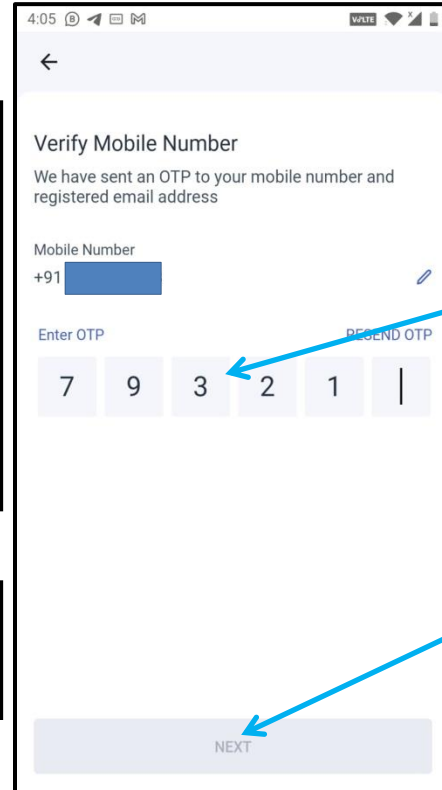 4:05
Verify Mobile Number
We have sent an OTP to your mobile number and
registered email address
Mobile Number
+91
Enter OTP RESEND OTP
7 9 3 2 1
NEXT